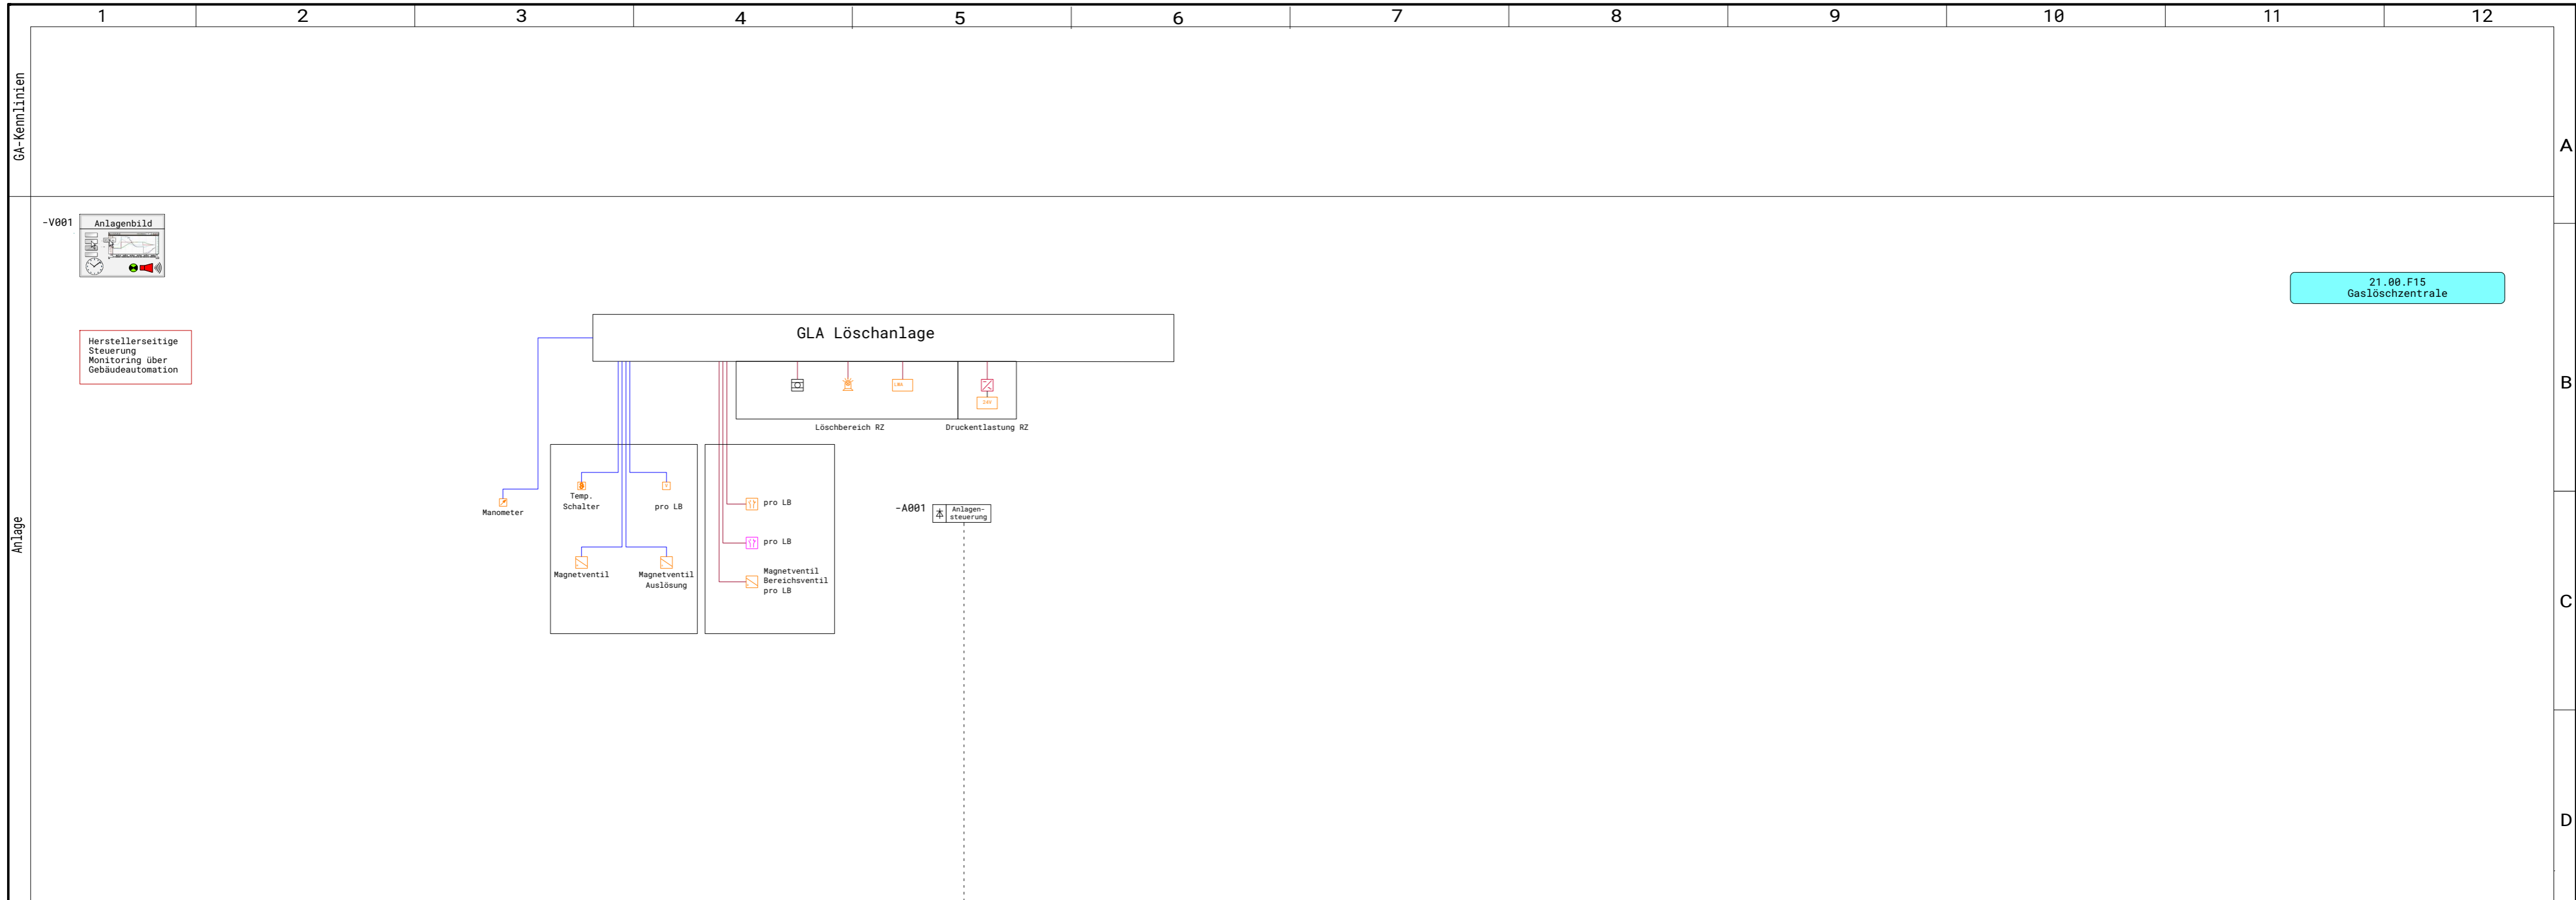 1 2 3 4 5 6 7 8 9 10 11 12
GA-Kennlinien
A
-V001
Anlagenbild
21.00.F15
Gaslöschzentrale
GLA Löschanlage
Herstellerseitige
Steuerung
Monitoring über
Gebäudeautomation
B
24V
Löschbereich RZ
Druckentlastung RZ
Manometer
Temp.
Schalter
pro LB
pro LB
-A001
Anlagen-
steuerung
Anlage
pro LB
Magnetventil
Magnetventil
Auslösung
Magnetventil
Bereichsventil
pro LB
C
D